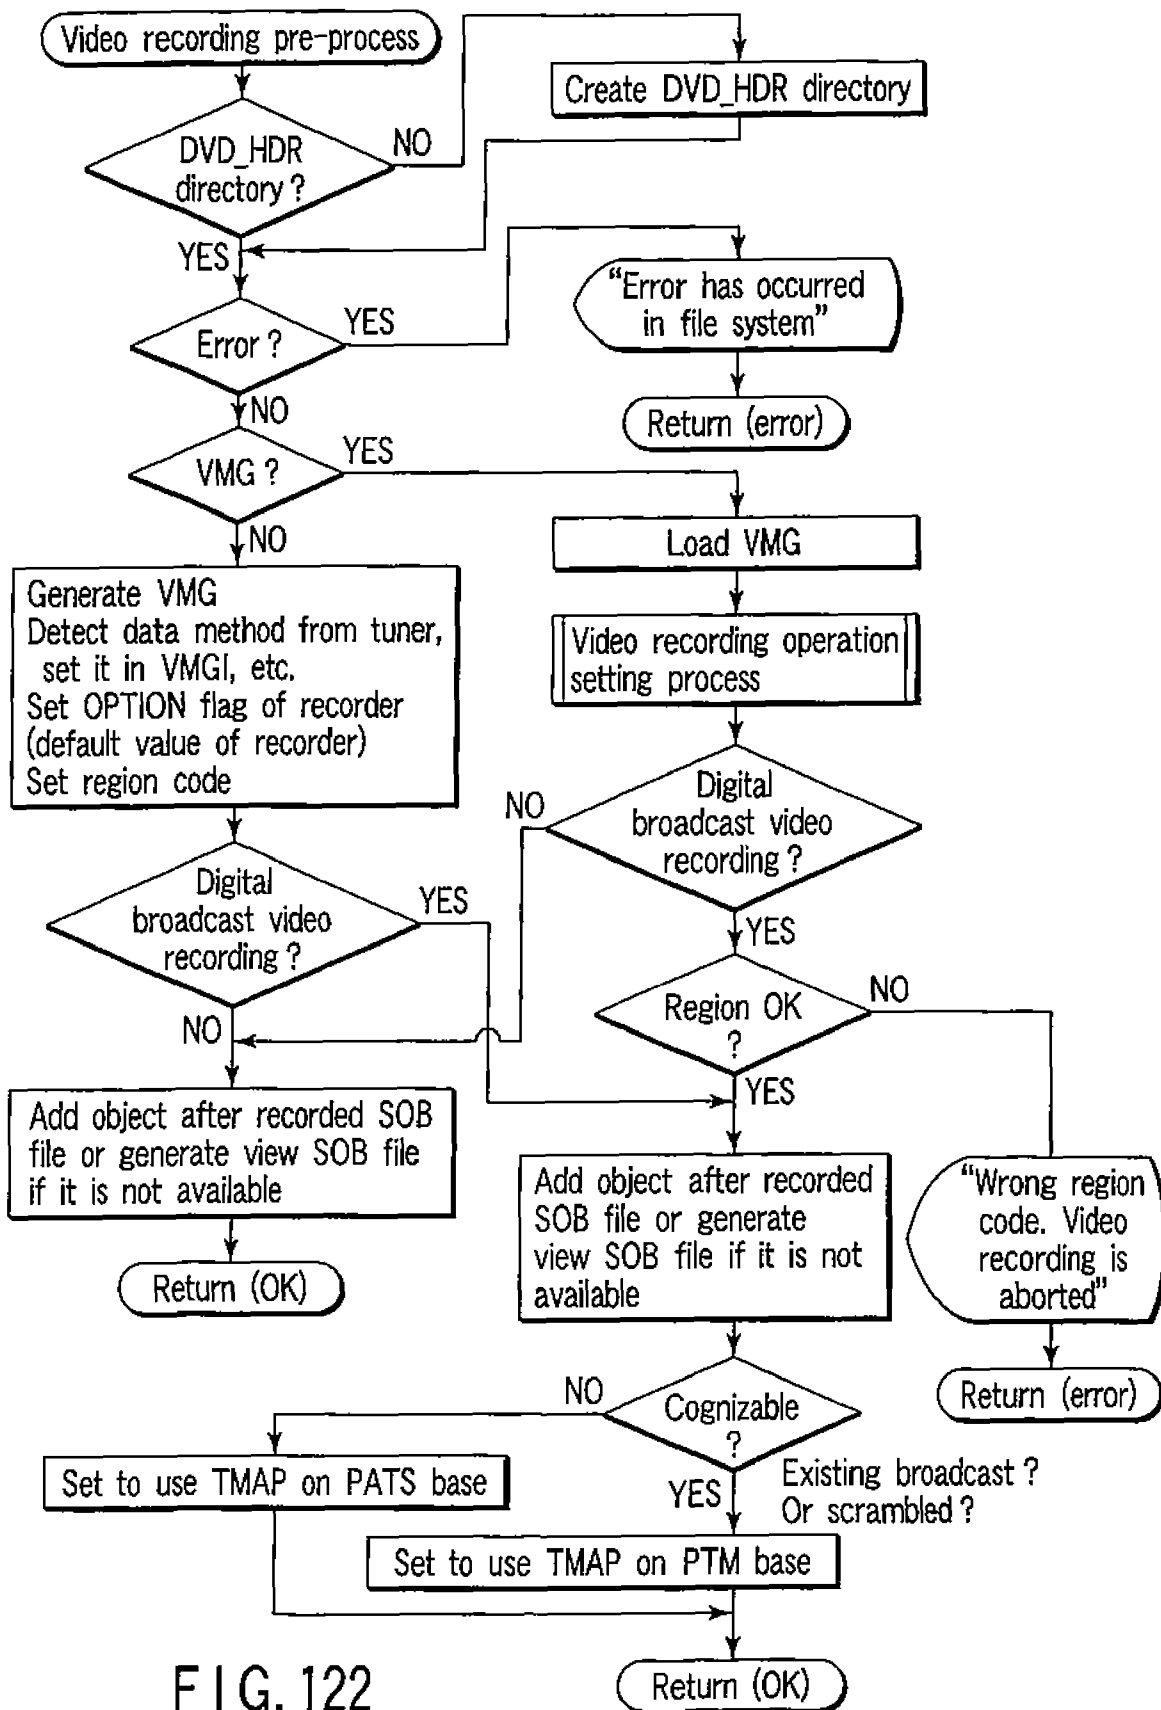 Video recording pre-process
Create DVD_HDR directory
DVD_HDR
directory?
NO
YES
"Error has occurred
in file system"
Error?
YES
Return (error)
NO
VMG?
YES
NO
Load VMG
Generate VMG
Detect data method from tuner,
set it in VMGI, etc.
Set OPTION flag of recorder
(default value of recorder)
Set region code
Video recording operation
setting process
Digital
broadcast video
recording?
NO
YES
Digital
broadcast video
recording?
YES
NO
Region OK
?
NO
YES
Add object after recorded SOB
file or generate view SOB file
if it is not available
Return (OK)
Add object after recorded
SOB file or generate
view SOB file if it is not
available
"Wrong region
code. Video
recording is
aborted"
Return (error)
Cognizable
?
NO
YES
Existing broadcast?
Or scrambled?
Set to use TMAP on PATS base
Set to use TMAP on PTM base
Return (OK)
FIG. 122